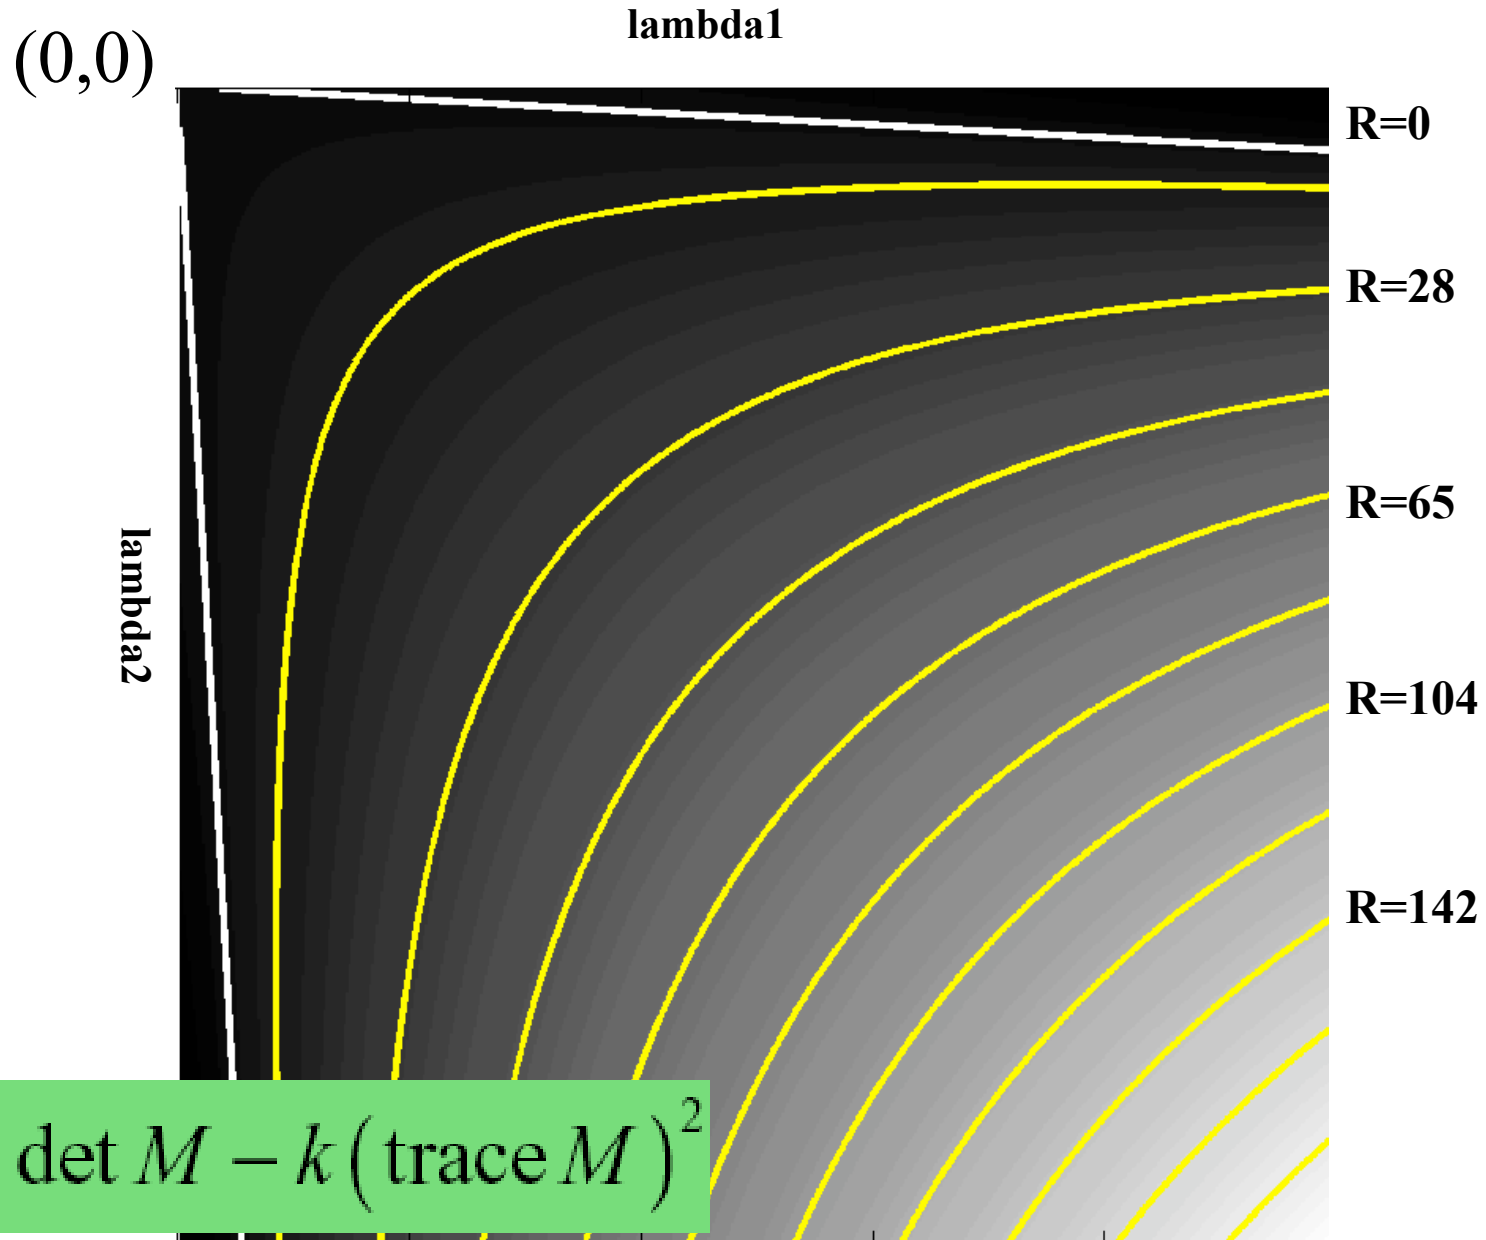 lambda1
(0,0)
R=0
R=28
R=65
lambda2
R=104
R=142
det M − k(trace M)²